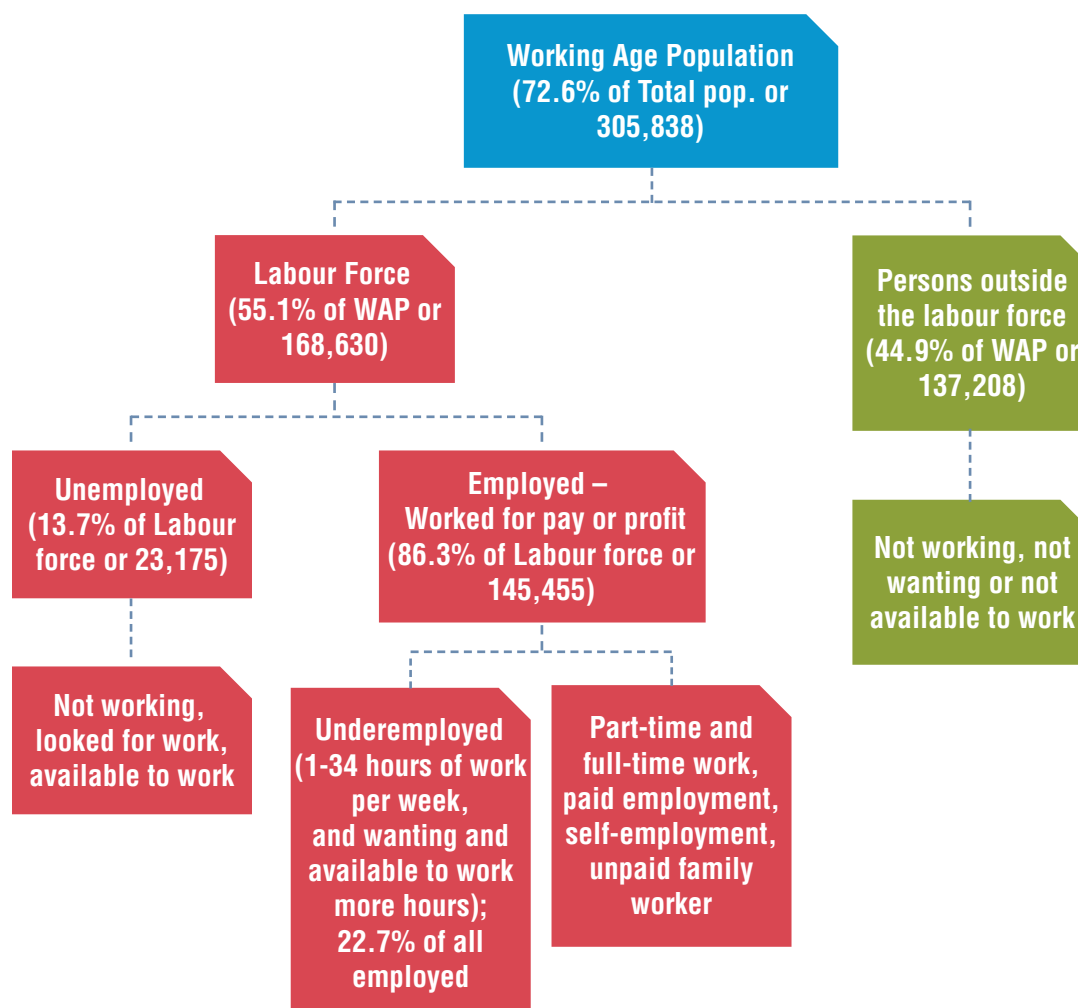 Working Age Population
(72.6% of Total pop. or
305,838)
Labour Force
(55.1% of WAP or
168,630)
Persons outside
the labour force
(44.9% of WAP or
137,208)
Unemployed
(13.7% of Labour
force or 23,175)
Employed –
Worked for pay or profit
(86.3% of Labour force or
145,455)
Not working, not
wanting or not
available to work
Not working,
looked for work,
available to work
Underemployed
(1-34 hours of work
per week,
and wanting and
available to work
more hours);
22.7% of all
employed
Part-time and
full-time work,
paid employment,
self-employment,
unpaid family
worker